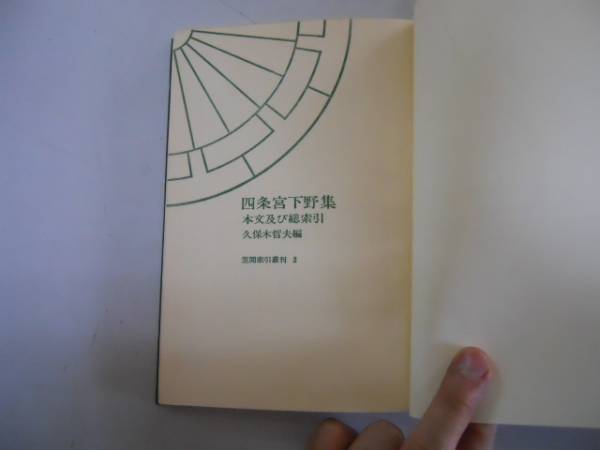 四条宮下野集
本文及び総索引
久保木哲夫編
笠間索引叢刊 2